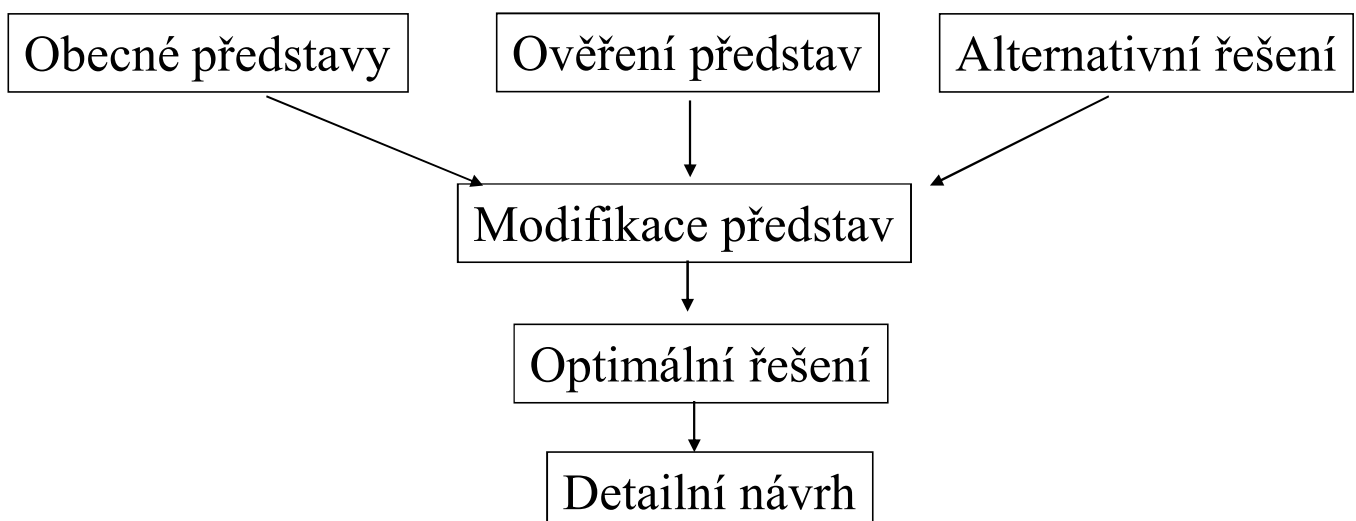 Obecné představy
Ověření představ
Alternativní řešení
Modifikace představ
Optimální řešení
Detailní návrh